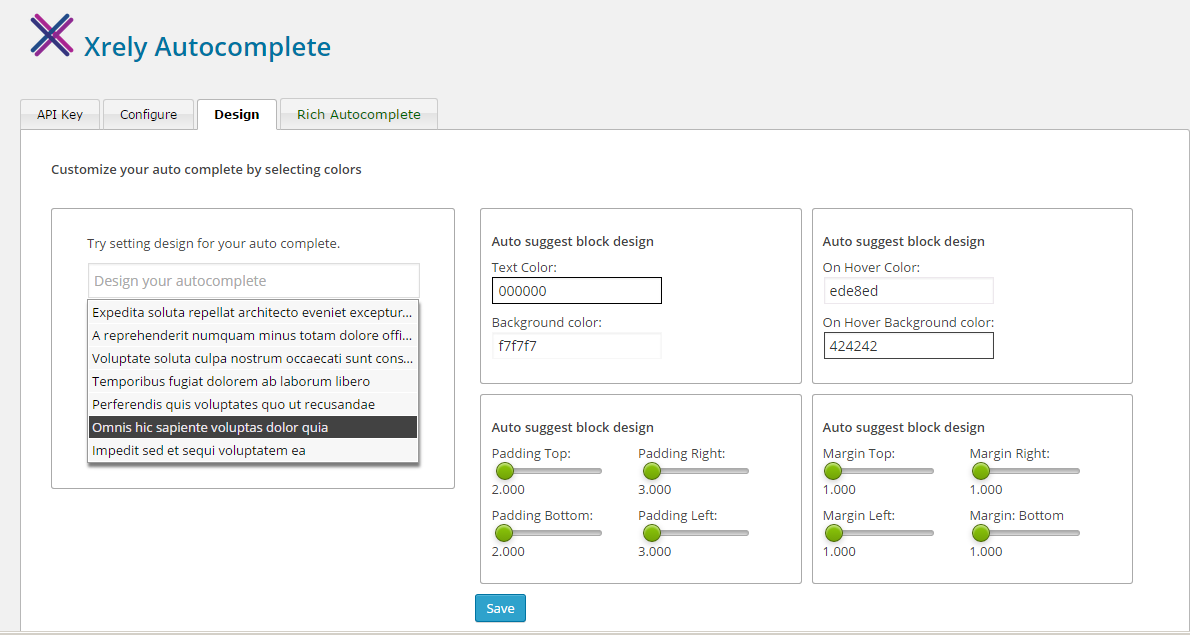 Xrely Autocomplete
API Key
Configure
Design
Rich Autocomplete
Customize your auto complete by selecting colors
Try setting design for your auto complete.
Design your autocomplete
Expedita soluta repellat architecto eveniet exceptur...
A reprehenderit numquam minus totam dolore offi...
Voluptate soluta culpa nostrum occaecati sunt cons...
Temporibus fugiat dolorem ab laborum libero
Perferendis quis voluptates quo ut recusandae
Omnis hic sapiente voluptas dolor quia
Impedit sed et sequi voluptatem ea
Auto suggest block design
Text Color:
000000
Background color:
f7f7f7
Auto suggest block design
On Hover Color:
ede8ed
On Hover Background color:
424242
Auto suggest block design
Padding Top:
2.000
Padding Right:
3.000
Padding Bottom:
2.000
Padding Left:
3.000
Auto suggest block design
Margin Top:
1.000
Margin Right:
1.000
Margin Left:
1.000
Margin: Bottom
1.000
Save